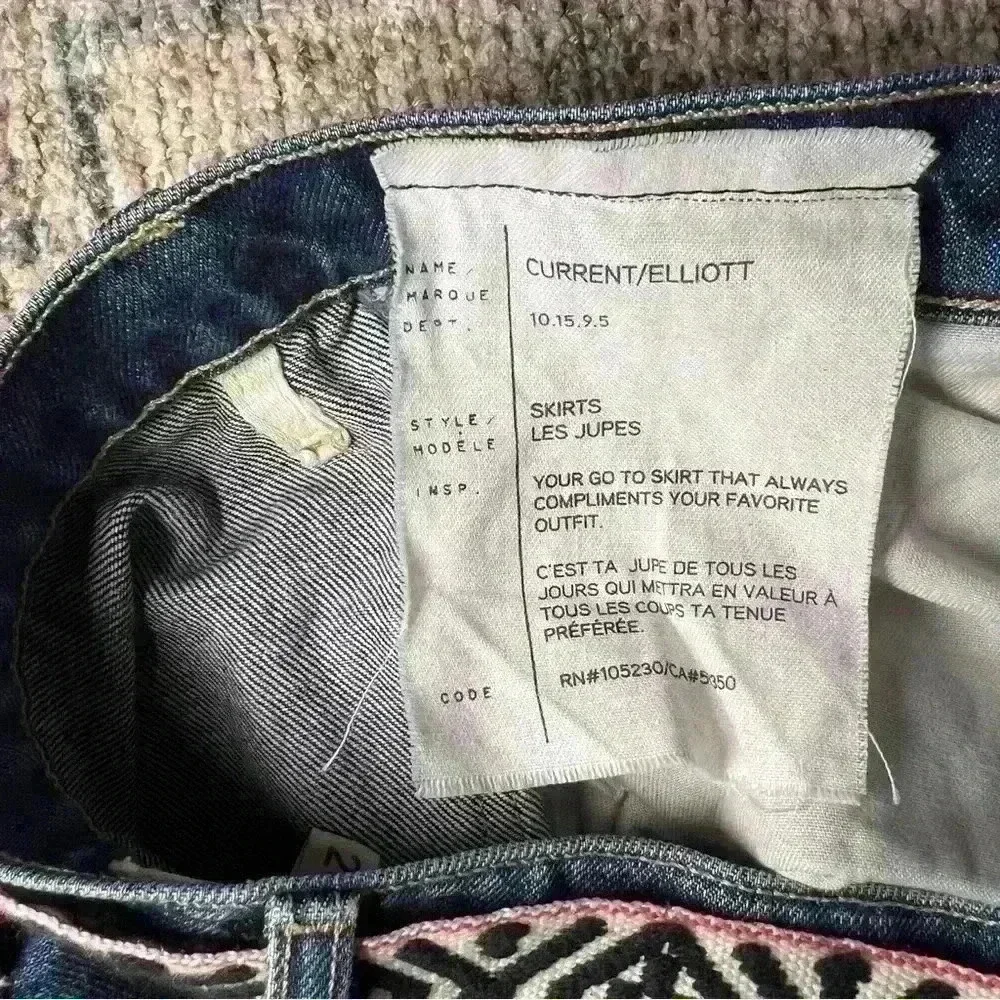 NAME/ CURRENT/ELLIOTT
MARQUE
DEPT. 10.15.9.5
STYLE/ SKIRTS
MODÈLE LES JUPES
INSP. YOUR GO TO SKIRT THAT ALWAYS
COMPLIMENTS YOUR FAVORITE
OUTFIT.
C'EST TA JUPE DE TOUS LES
JOURS QUI METTRA EN VALEUR À
TOUS LES COUPS TA TENUE
PRÉFÉRÉE.
CODE RN#105230/CA#
2